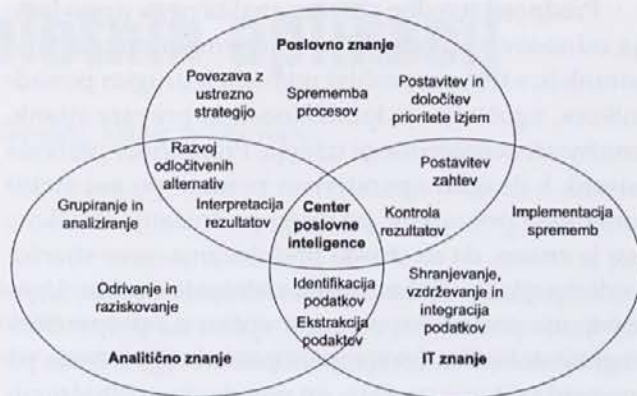 Poslovno znanje
Povezava z
ustrezno
strategijo
Sprememba
procesov
Postavitev in
določitev
prioritete izjem
Razvoj
odločitvenih
alternativ
Postavitev
zahtev
Grupiranje in
analiziranje
Interpretacija
rezultatov
Center
poslovne
inteligence
Kontrola
rezultatov
Implementacija
sprememb
Odrivanje in
raziskovanje
Identifikacija
podatkov
Ekstrakcija
podaktov
Shranjevanje,
vzdrževanje in
integracija
podatkov
Analitično znanje
IT znanje